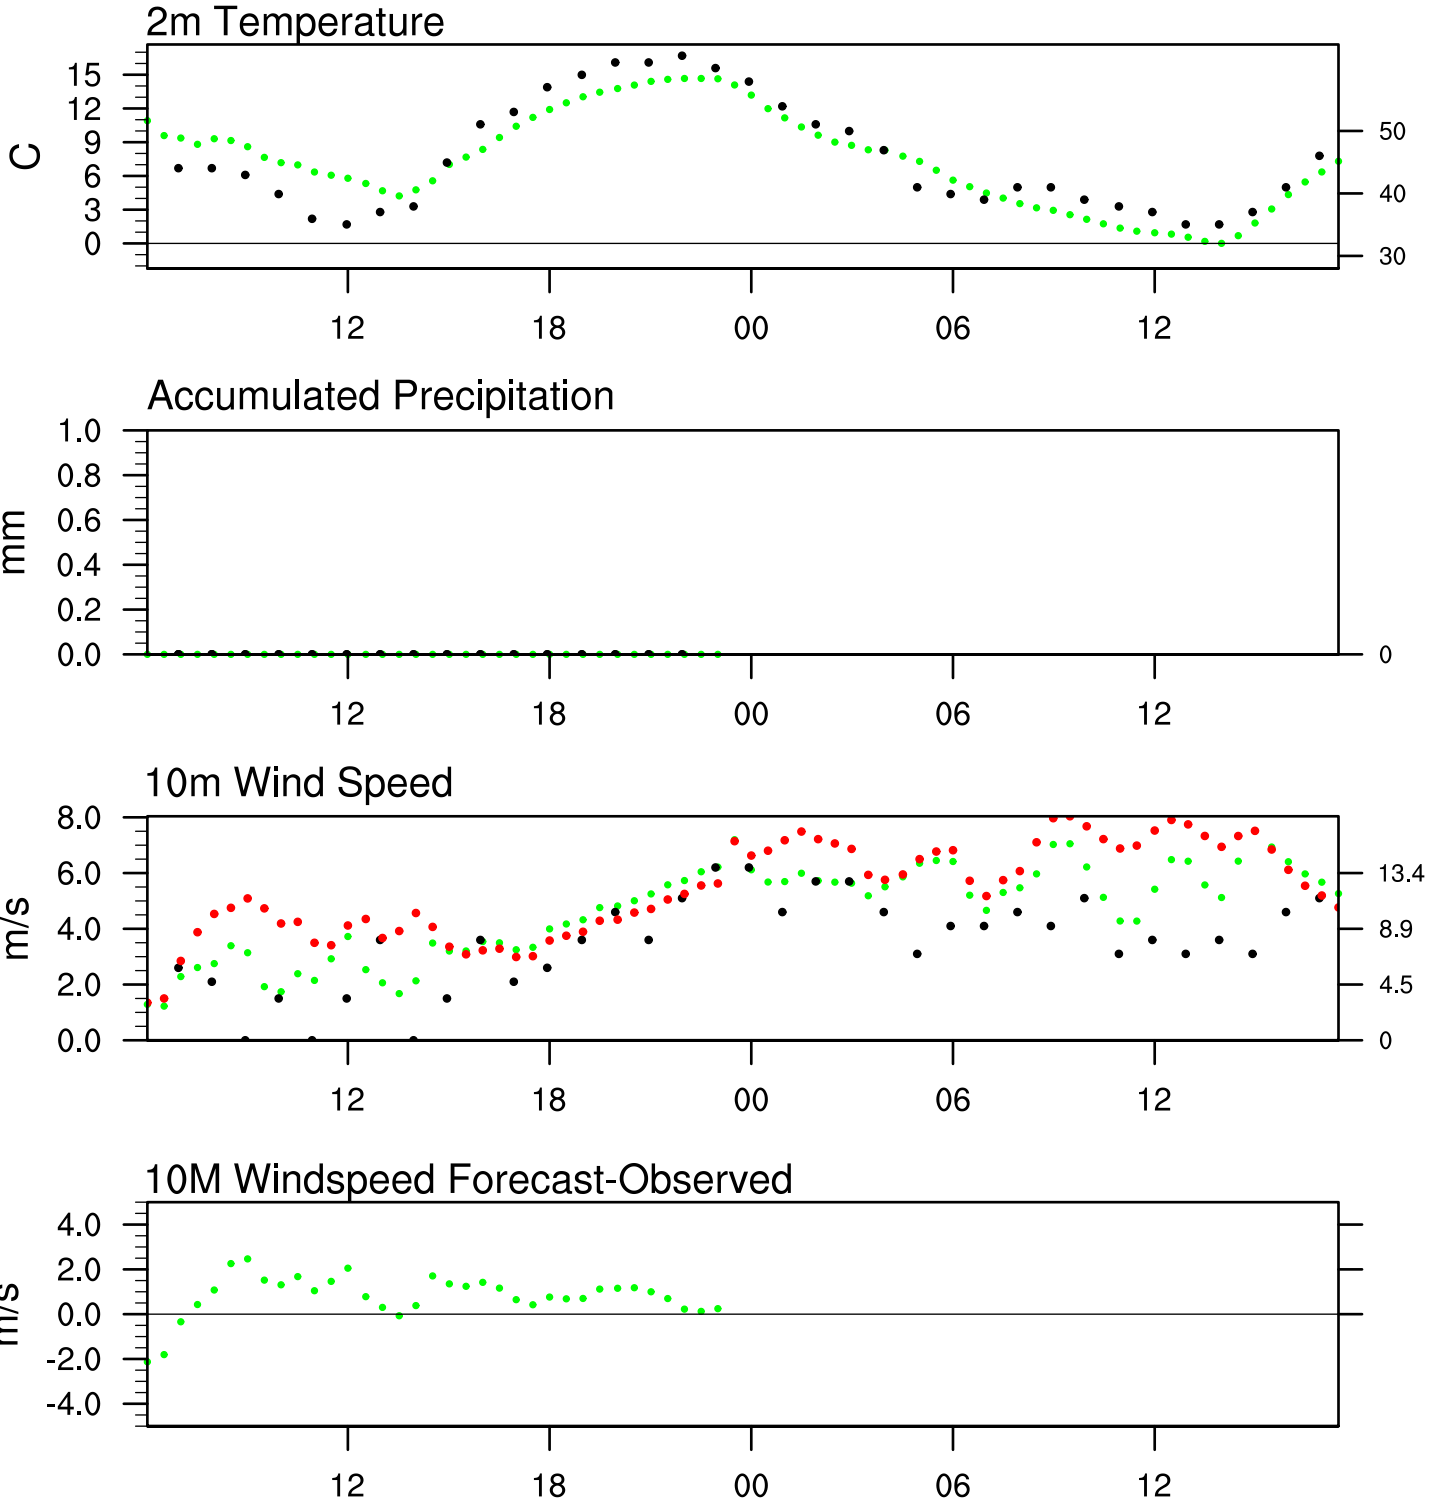 2m Temperature
C
15
12
9
6
3
0
50
40
30
12 18 00 06 12
Accumulated Precipitation
mm
1.0
0.8
0.6
0.4
0.2
0.0
0
12 18 00 06 12
10m Wind Speed
m/s
8.0
6.0
4.0
2.0
0.0
13.4
8.9
4.5
0
12 18 00 06 12
10M Windspeed Forecast-Observed
m/s
4.0
2.0
0.0
-2.0
-4.0
12 18 00 06 12